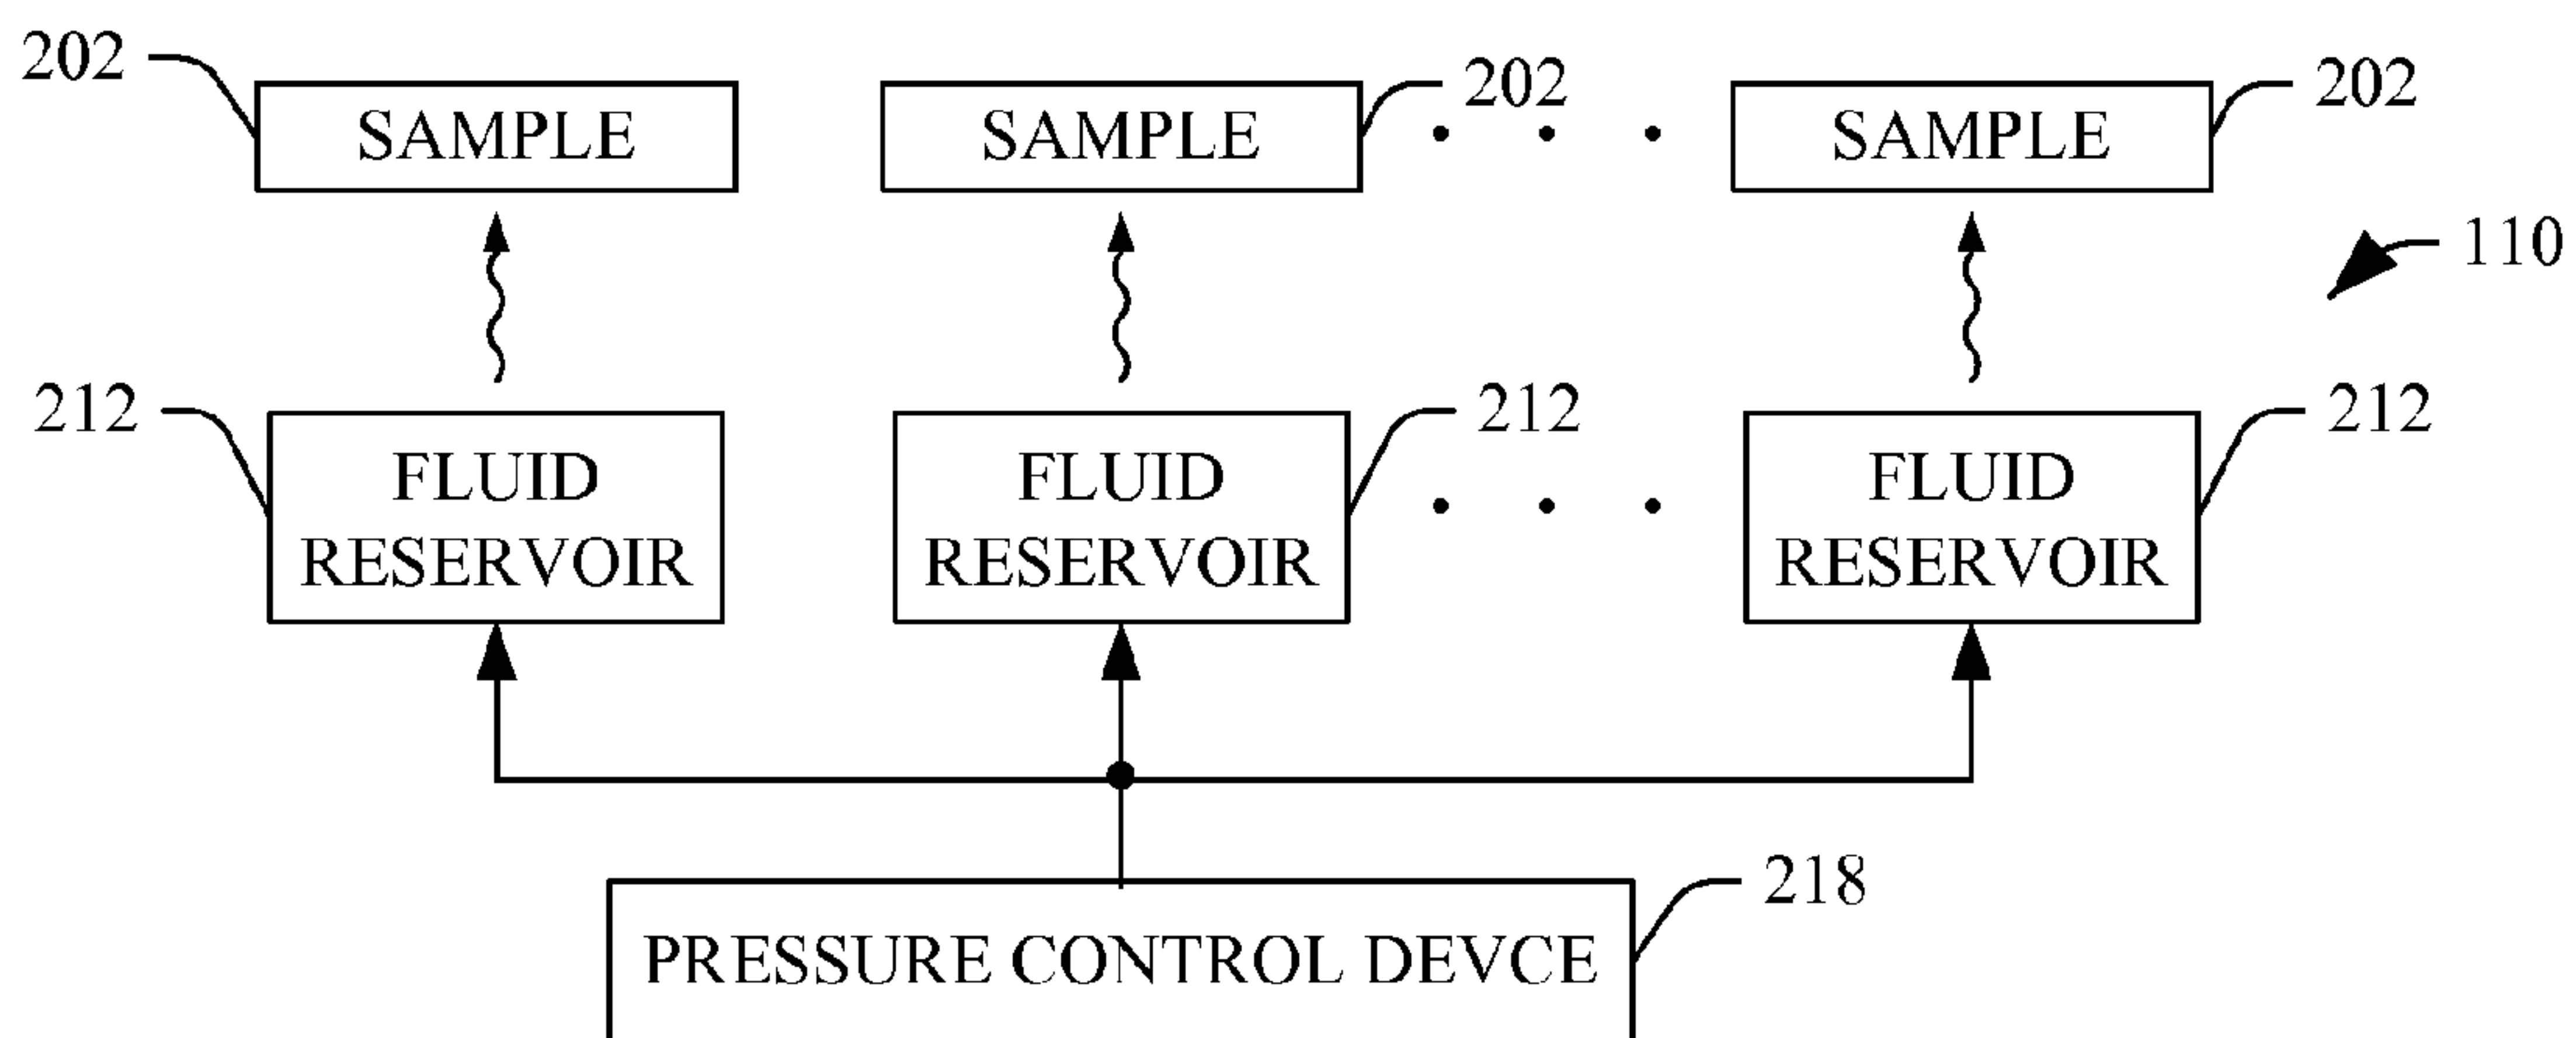 202 SAMPLE SAMPLE 202 SAMPLE 202
110
212 FLUID FLUID 212 FLUID 212
RESERVOIR RESERVOIR RESERVOIR
218
PRESSURE CONTROL DEVCE